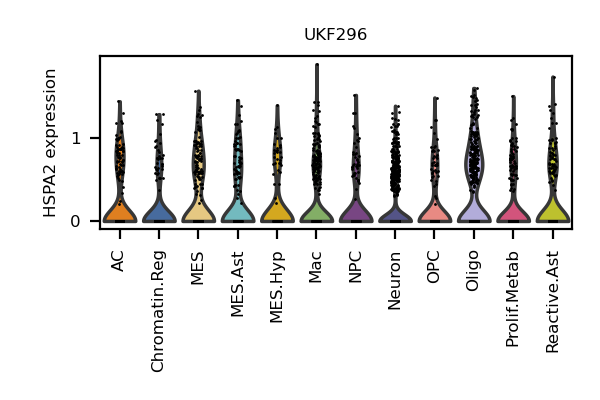 UKF296
HSPA2 expression
1
0
AC
Chromatin.Reg
MES
MES.Ast
MES.Hyp
Mac
NPC
Neuron
OPC
Oligo
Prolif.Metab
Reactive.Ast